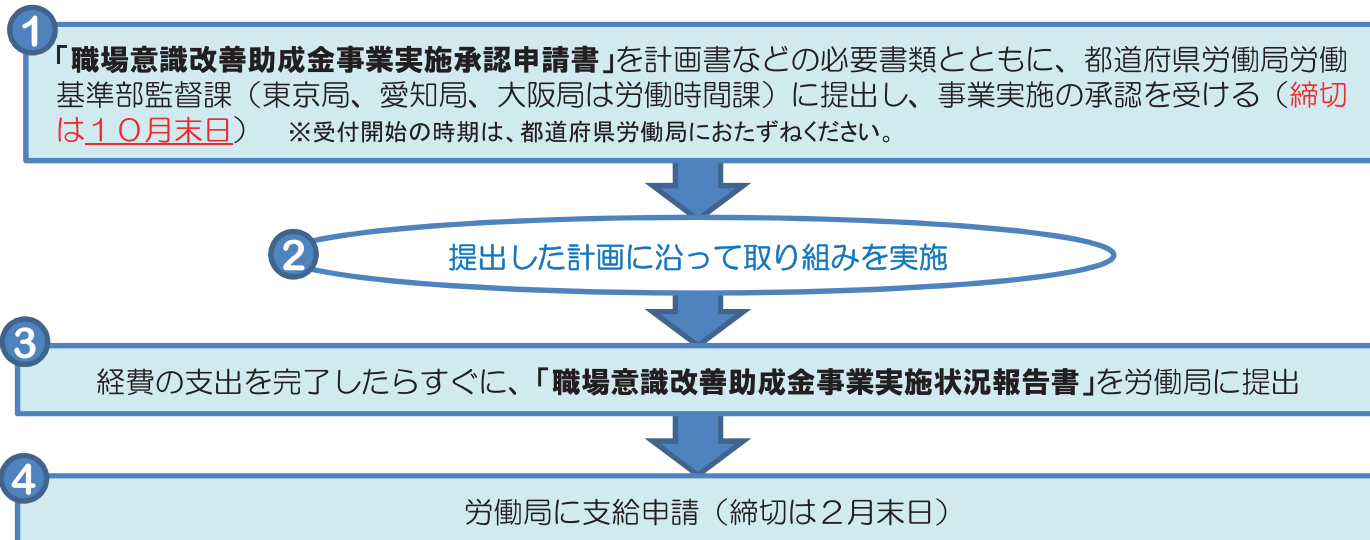 1
「職場意識改善助成金事業実施承認申請書」を計画書などの必要書類とともに、都道府県労働局労働
基準部監督課（東京局、愛知局、大阪局は労働時間課）に提出し、事業実施の承認を受ける（締切
は１０月末日）　※受付開始の時期は、都道府県労働局におたずねください。
2
提出した計画に沿って取り組みを実施
3
経費の支出を完了したらすぐに、「職場意識改善助成金事業実施状況報告書」を労働局に提出
4
労働局に支給申請（締切は２月末日）